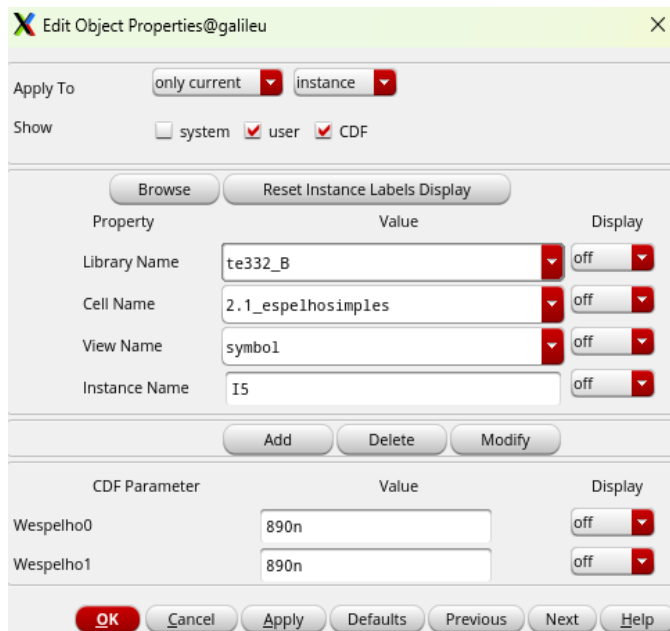 Edit Object Properties@galileu
Apply To only current instance
Show system user CDF
Browse Reset Instance Labels Display
Property Value Display
Library Name te332_B off
Cell Name 2.1_espelhosimples off
View Name symbol off
Instance Name I5 off
Add Delete Modify
CDF Parameter Value Display
Wespelho0 890n off
Wespelho1 890n off
OK Cancel Apply Defaults Previous Next Help